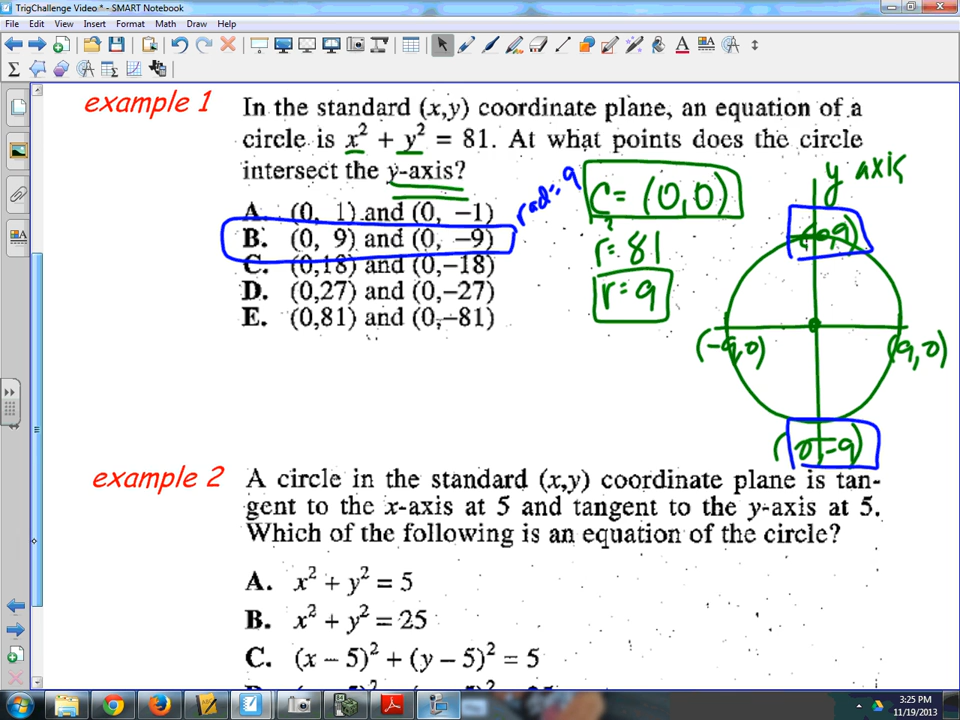 TrigChallenge Video * - SMART Notebook
File Edit View Insert Format Math Draw Help
example 1
In the standard (x,y) coordinate plane, an equation of a
circle is x² + y² = 81. At what points does the circle
intersect the y-axis?
A. (0, 1) and (0, −1)
B. (0, 9) and (0, −9)
C. (0,18) and (0,−18)
D. (0,27) and (0,−27)
E. (0,81) and (0,−81)
rad=9
C= (0,0)
r²= 81
r=9
y axis
(0,9)
(-9,0)
(9,0)
(0,-9)
example 2
A circle in the standard (x,y) coordinate plane is tan-
gent to the x-axis at 5 and tangent to the y-axis at 5.
Which of the following is an equation of the circle?
A. x² + y² = 5
B. x² + y² = 25
C. (x − 5)² + (y − 5)² = 5
3:25 PM
11/19/2013